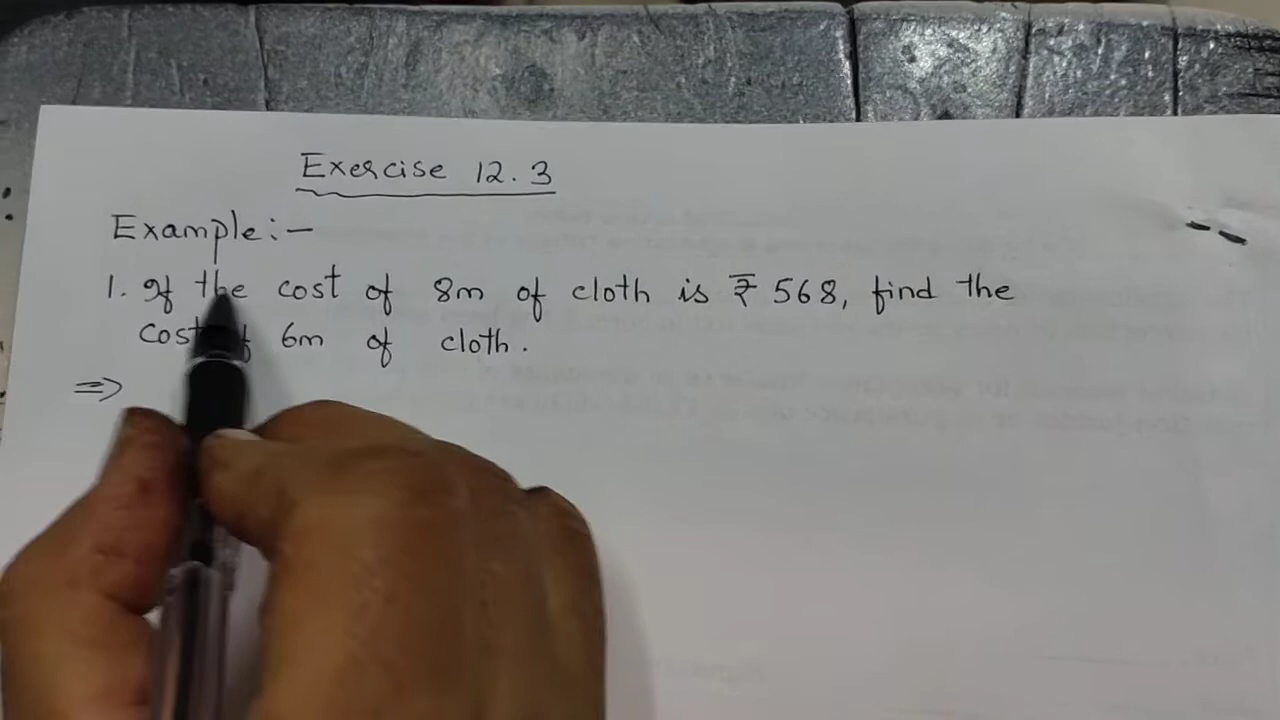 Exercise 12.3
Example:-
1. If the cost of 8m of cloth is ₹ 568, find the
cost of 6m of cloth.
⇒